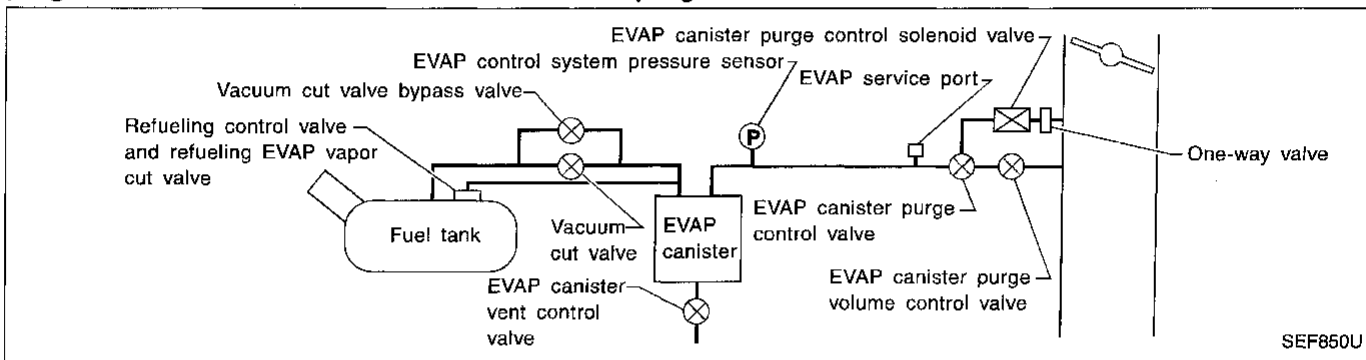 EVAP canister purge control solenoid valve
EVAP control system pressure sensor
EVAP service port
Vacuum cut valve bypass valve
Refueling control valve
and refueling EVAP vapor
cut valve
P
One-way valve
Fuel tank
Vacuum
cut valve
EVAP
canister
EVAP canister purge
control valve
EVAP canister
vent control
valve
EVAP canister purge
volume control valve
SEF850U